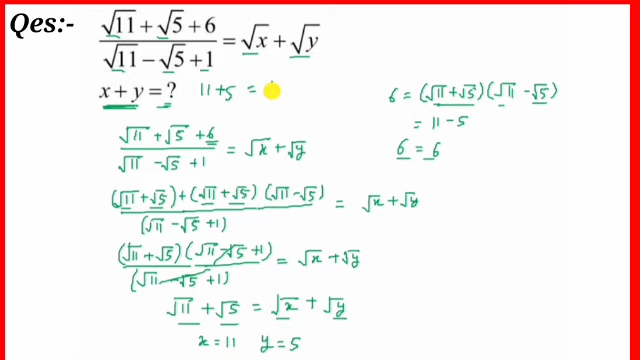 Qes:-
(√11 + √5 + 6)/(√11 − √5 + 1) = √x + √y
x + y = ? 11+5 =
6 = (√11 + √5)(√11 − √5)
= 11 − 5
6 = 6
(√11 + √5 + 6)/(√11 − √5 + 1) = √x + √y
((√11 + √5) + (√11 + √5)(√11 − √5))/(√11 − √5 + 1) = √x + √y
((√11 + √5)(√11 − √5 + 1))/(√11 − √5 + 1) = √x + √y
√11 + √5 = √x + √y
x = 11 y = 5